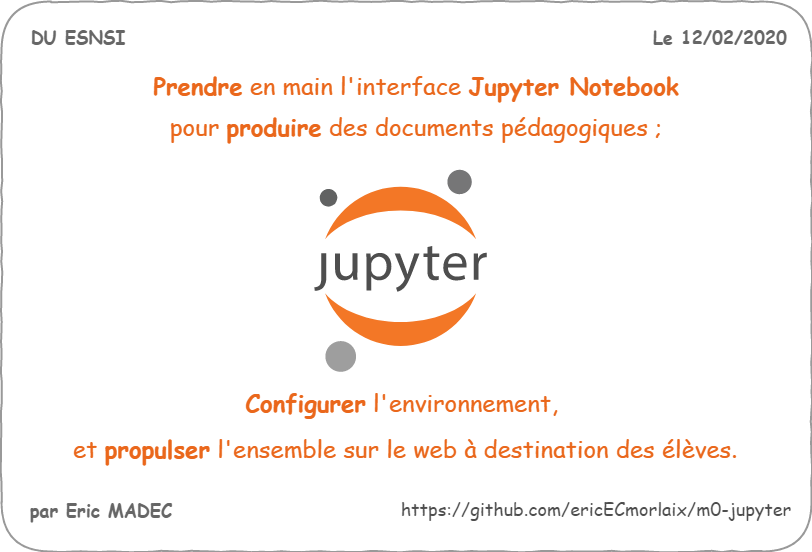 DU ESNSI
Le 12/02/2020
Prendre en main l'interface Jupyter Notebook
pour produire des documents pédagogiques ;
jupyter
Configurer l'environnement,
et propulser l'ensemble sur le web à destination des élèves.
par Eric MADEC
https://github.com/ericECmorlaix/m0-jupyter